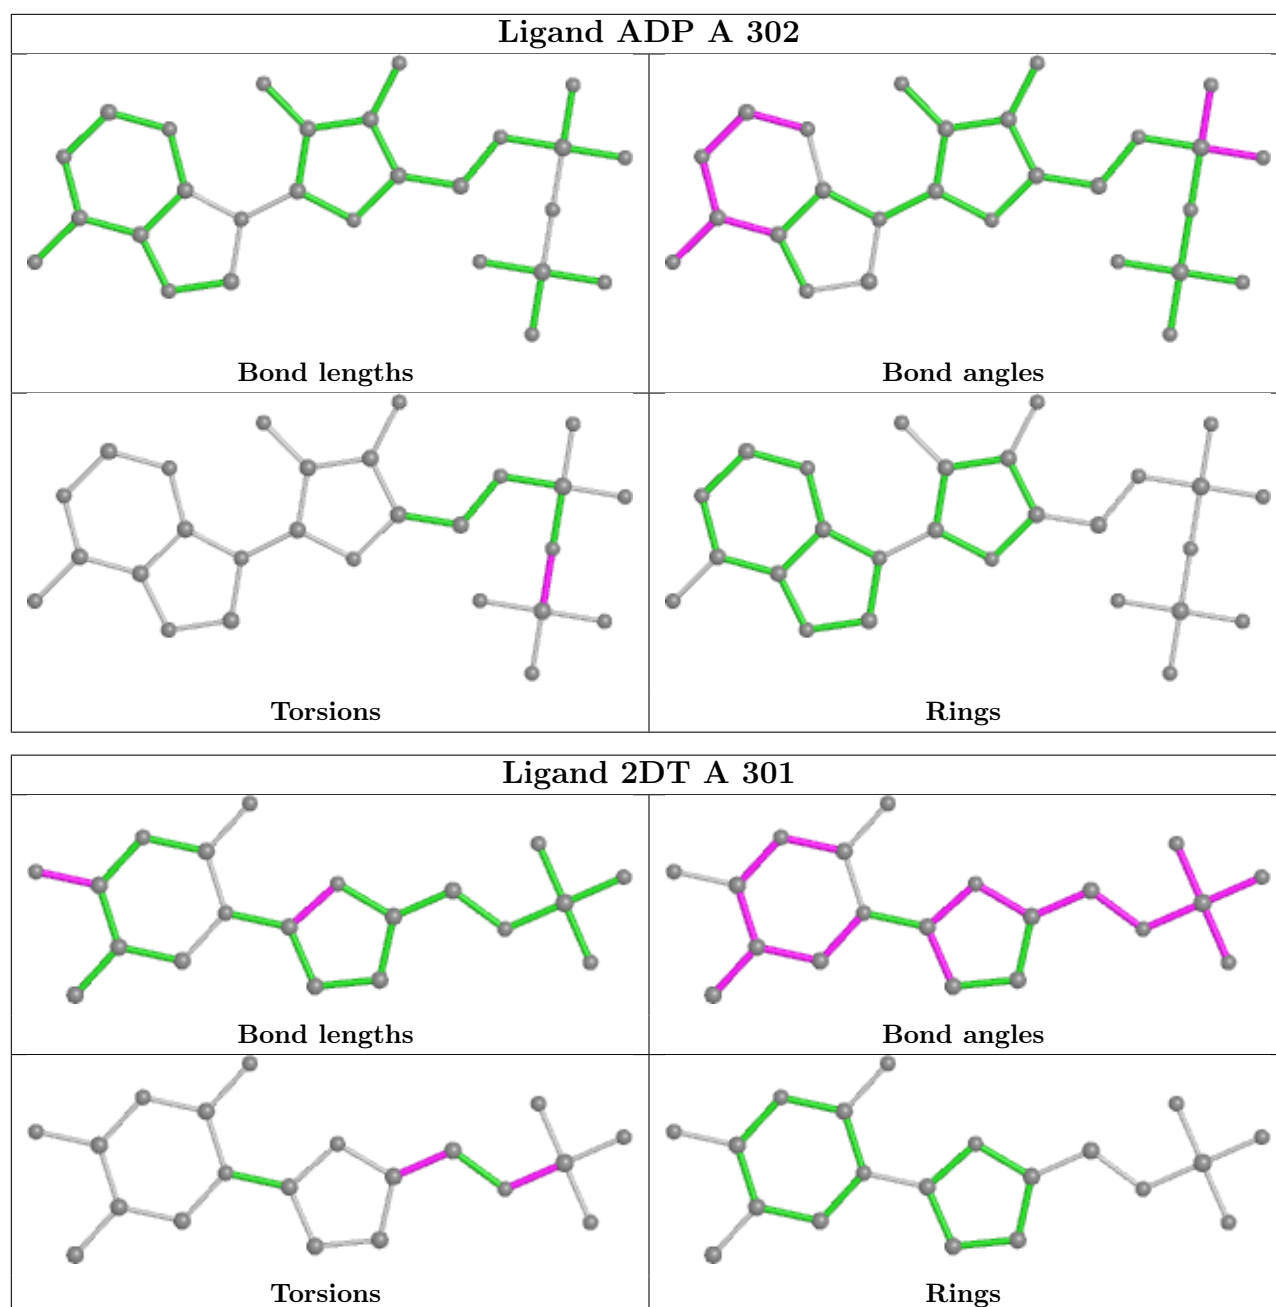 Ligand ADP A 302
Bond lengths
Bond angles
Torsions
Rings
Ligand 2DT A 301
Bond lengths
Bond angles
Torsions
Rings